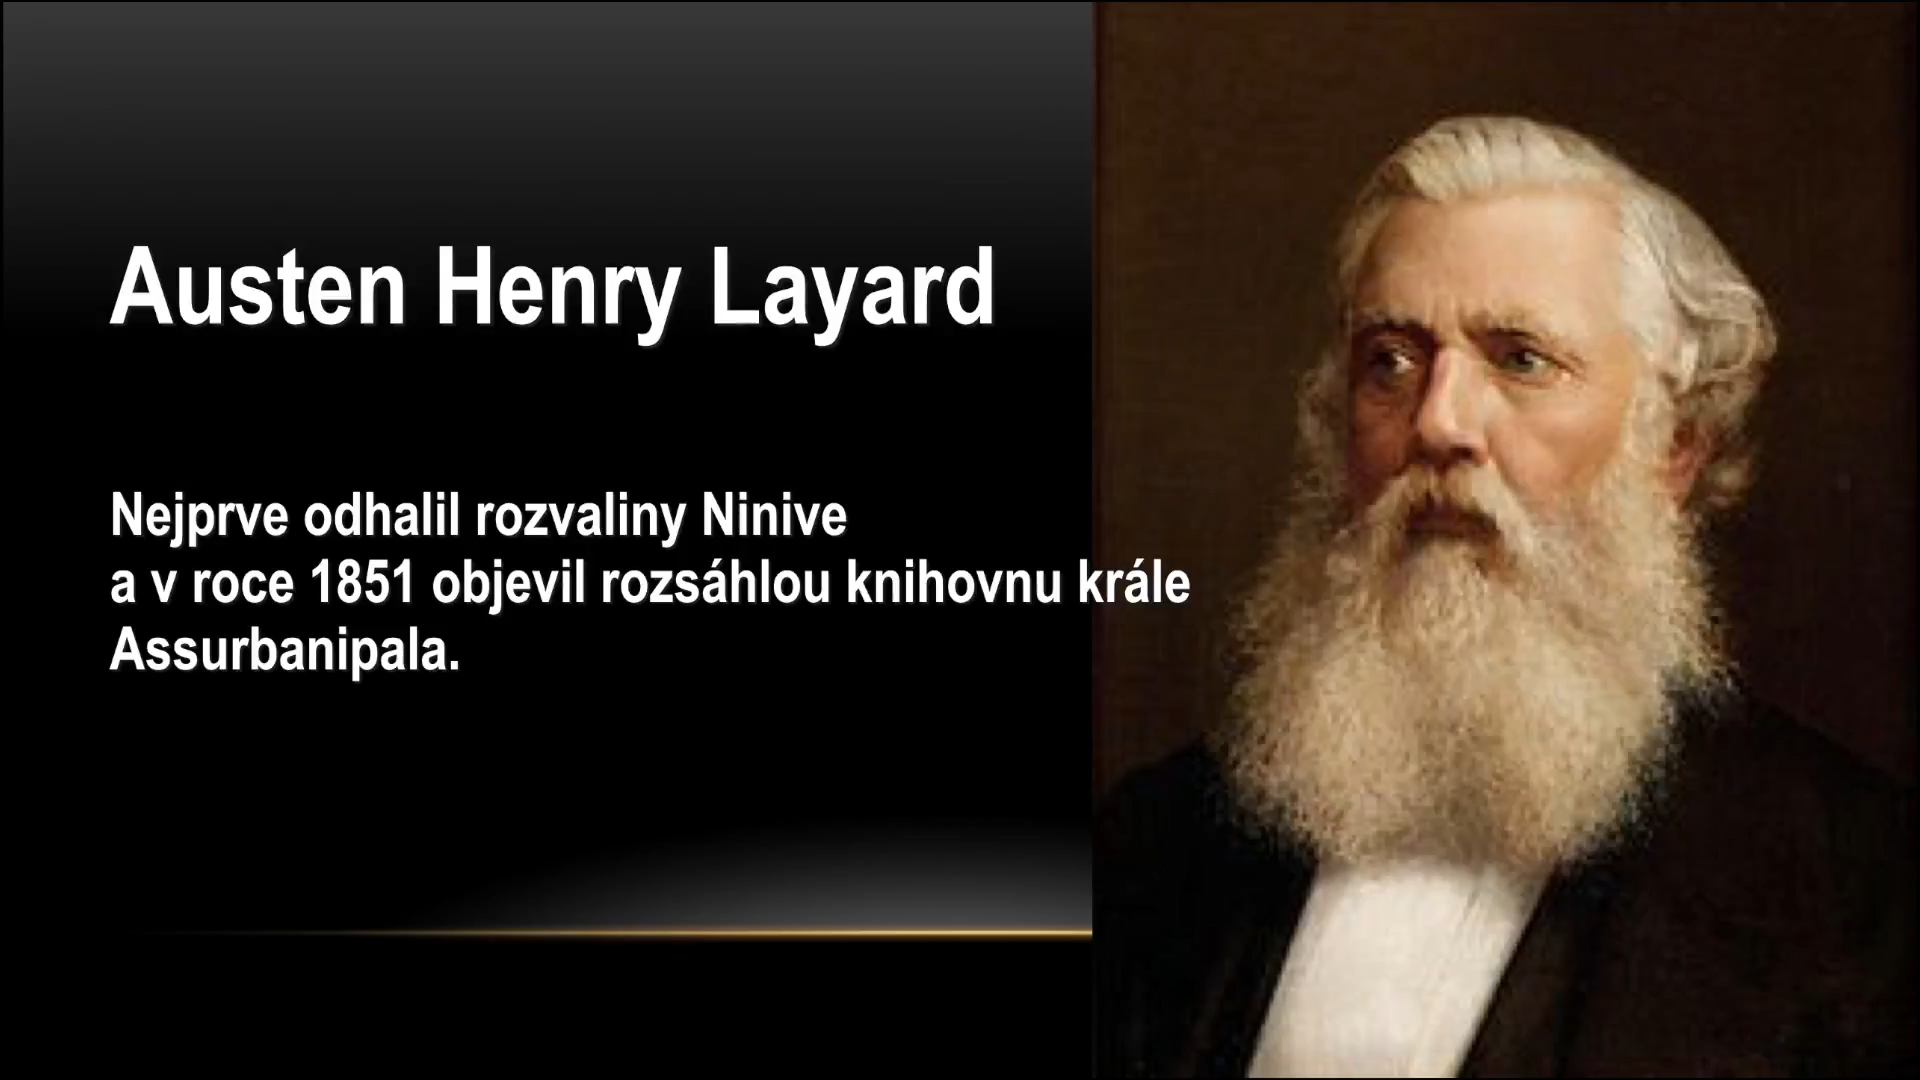 Austen Henry Layard
Nejprve odhalil rozvaliny Ninive
a v roce 1851 objevil rozsáhlou knihovnu krále
Assurbanipala.